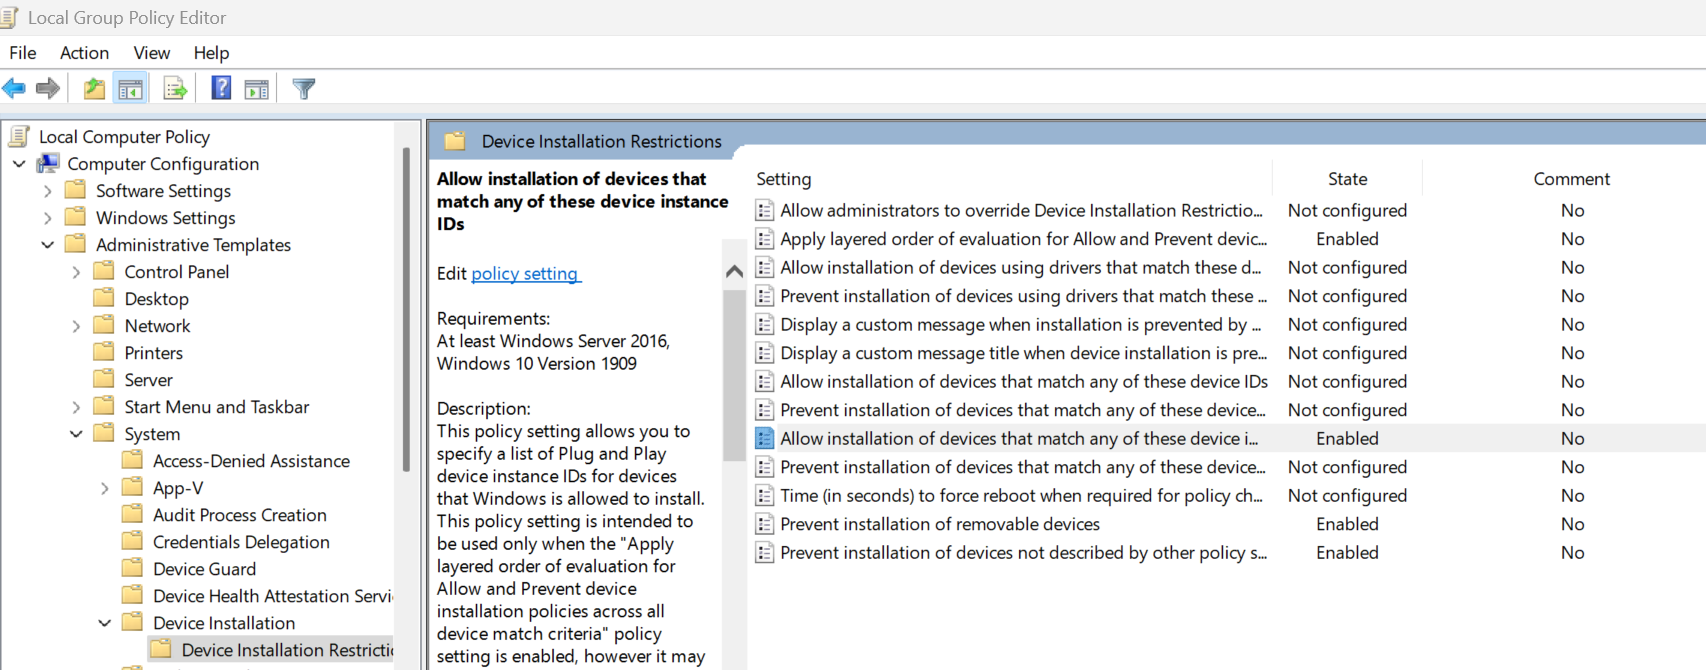 Local Group Policy Editor
File Action View Help
Local Computer Policy
Computer Configuration
Software Settings
Windows Settings
Administrative Templates
Control Panel
Desktop
Network
Printers
Server
Start Menu and Taskbar
System
Access-Denied Assistance
App-V
Audit Process Creation
Credentials Delegation
Device Guard
Device Health Attestation Servi
Device Installation
Device Installation Restrictio
Device Installation Restrictions
Allow installation of devices that
match any of these device instance
IDs
Edit policy setting
Requirements:
At least Windows Server 2016,
Windows 10 Version 1909
Description:
This policy setting allows you to
specify a list of Plug and Play
device instance IDs for devices
that Windows is allowed to install.
This policy setting is intended to
be used only when the "Apply
layered order of evaluation for
Allow and Prevent device
installation policies across all
device match criteria" policy
setting is enabled, however it may
Setting State Comment
Allow administrators to override Device Installation Restrictio... Not configured No
Apply layered order of evaluation for Allow and Prevent devic... Enabled No
Allow installation of devices using drivers that match these d... Not configured No
Prevent installation of devices using drivers that match these ... Not configured No
Display a custom message when installation is prevented by ... Not configured No
Display a custom message title when device installation is pre... Not configured No
Allow installation of devices that match any of these device IDs Not configured No
Prevent installation of devices that match any of these device... Not configured No
Allow installation of devices that match any of these device i... Enabled No
Prevent installation of devices that match any of these device... Not configured No
Time (in seconds) to force reboot when required for policy ch... Not configured No
Prevent installation of removable devices Enabled No
Prevent installation of devices not described by other policy s... Enabled No